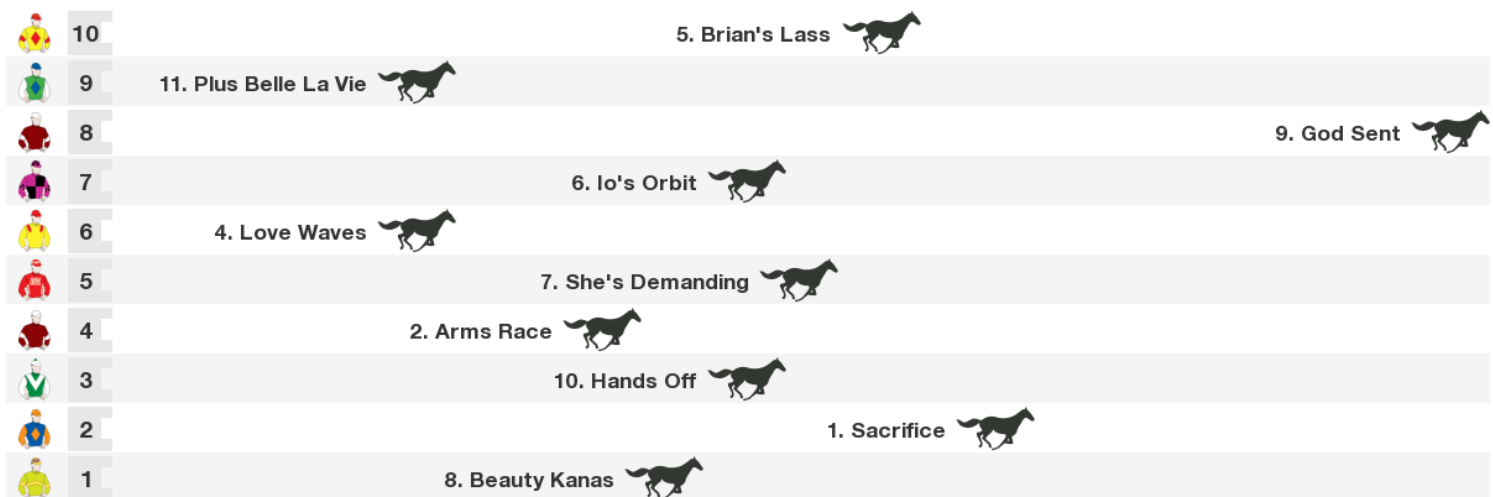 10 5. Brian's Lass
9 11. Plus Belle La Vie
8 9. God Sent
7 6. Io's Orbit
6 4. Love Waves
5 7. She's Demanding
4 2. Arms Race
3 10. Hands Off
2 1. Sacrifice
1 8. Beauty Kanas